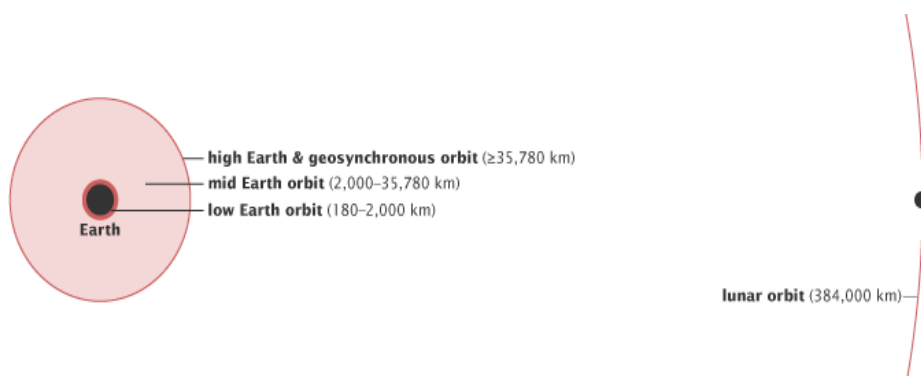 high Earth & geosynchronous orbit (≥35,780 km)
mid Earth orbit (2,000–35,780 km)
low Earth orbit (180–2,000 km)
Earth
lunar orbit (384,000 km)